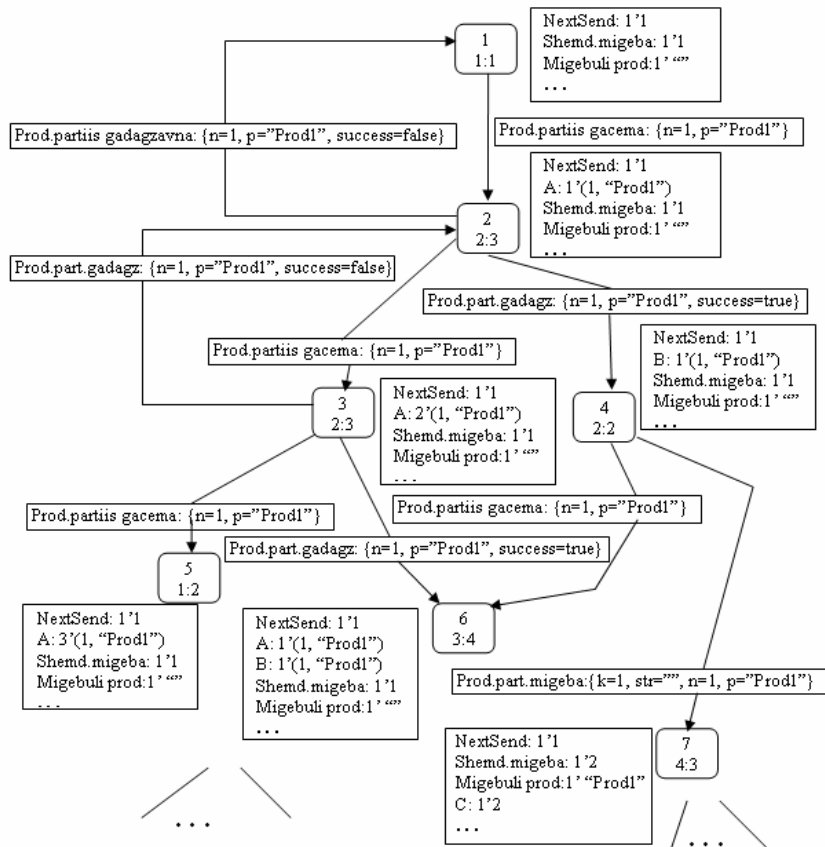 1
1:1
NextSend: 1’1
Shemd.migeba: 1’1
Migebuli prod:1’ “”
. . .
Prod.partiis gadagzavna: {n=1, p=”Prod1”, success=false}
Prod.partiis gacema: {n=1, p=”Prod1”}
NextSend: 1’1
A: 1’(1, “Prod1”)
Shemd.migeba: 1’1
Migebuli prod:1’ “”
. . .
2
2:3
Prod.part.gadagz: {n=1, p=”Prod1”, success=false}
Prod.part.gadagz: {n=1, p=”Prod1”, success=true}
Prod.partiis gacema: {n=1, p=”Prod1”}
NextSend: 1’1
B: 1’(1, “Prod1”)
Shemd.migeba: 1’1
Migebuli prod:1’ “”
. . .
3
2:3
NextSend: 1’1
A: 2’(1, “Prod1”)
Shemd.migeba: 1’1
Migebuli prod:1’ “”
. . .
4
2:2
Prod.partiis gacema: {n=1, p=”Prod1”}
Prod.partiis gacema: {n=1, p=”Prod1”}
Prod.part.gadagz: {n=1, p=”Prod1”, success=true}
5
1:2
6
3:4
NextSend: 1’1
A: 3’(1, “Prod1”)
Shemd.migeba: 1’1
Migebuli prod:1’ “”
. . .
NextSend: 1’1
A: 1’(1, “Prod1”)
B: 1’(1, “Prod1”)
Shemd.migeba: 1’1
Migebuli prod:1’ “”
. . .
Prod.part.migeba:{k=1, str=””, n=1, p=”Prod1”}
NextSend: 1’1
Shemd.migeba: 1’2
Migebuli prod:1’ “Prod1”
C: 1’2
. . .
7
4:3
. . .
. . .